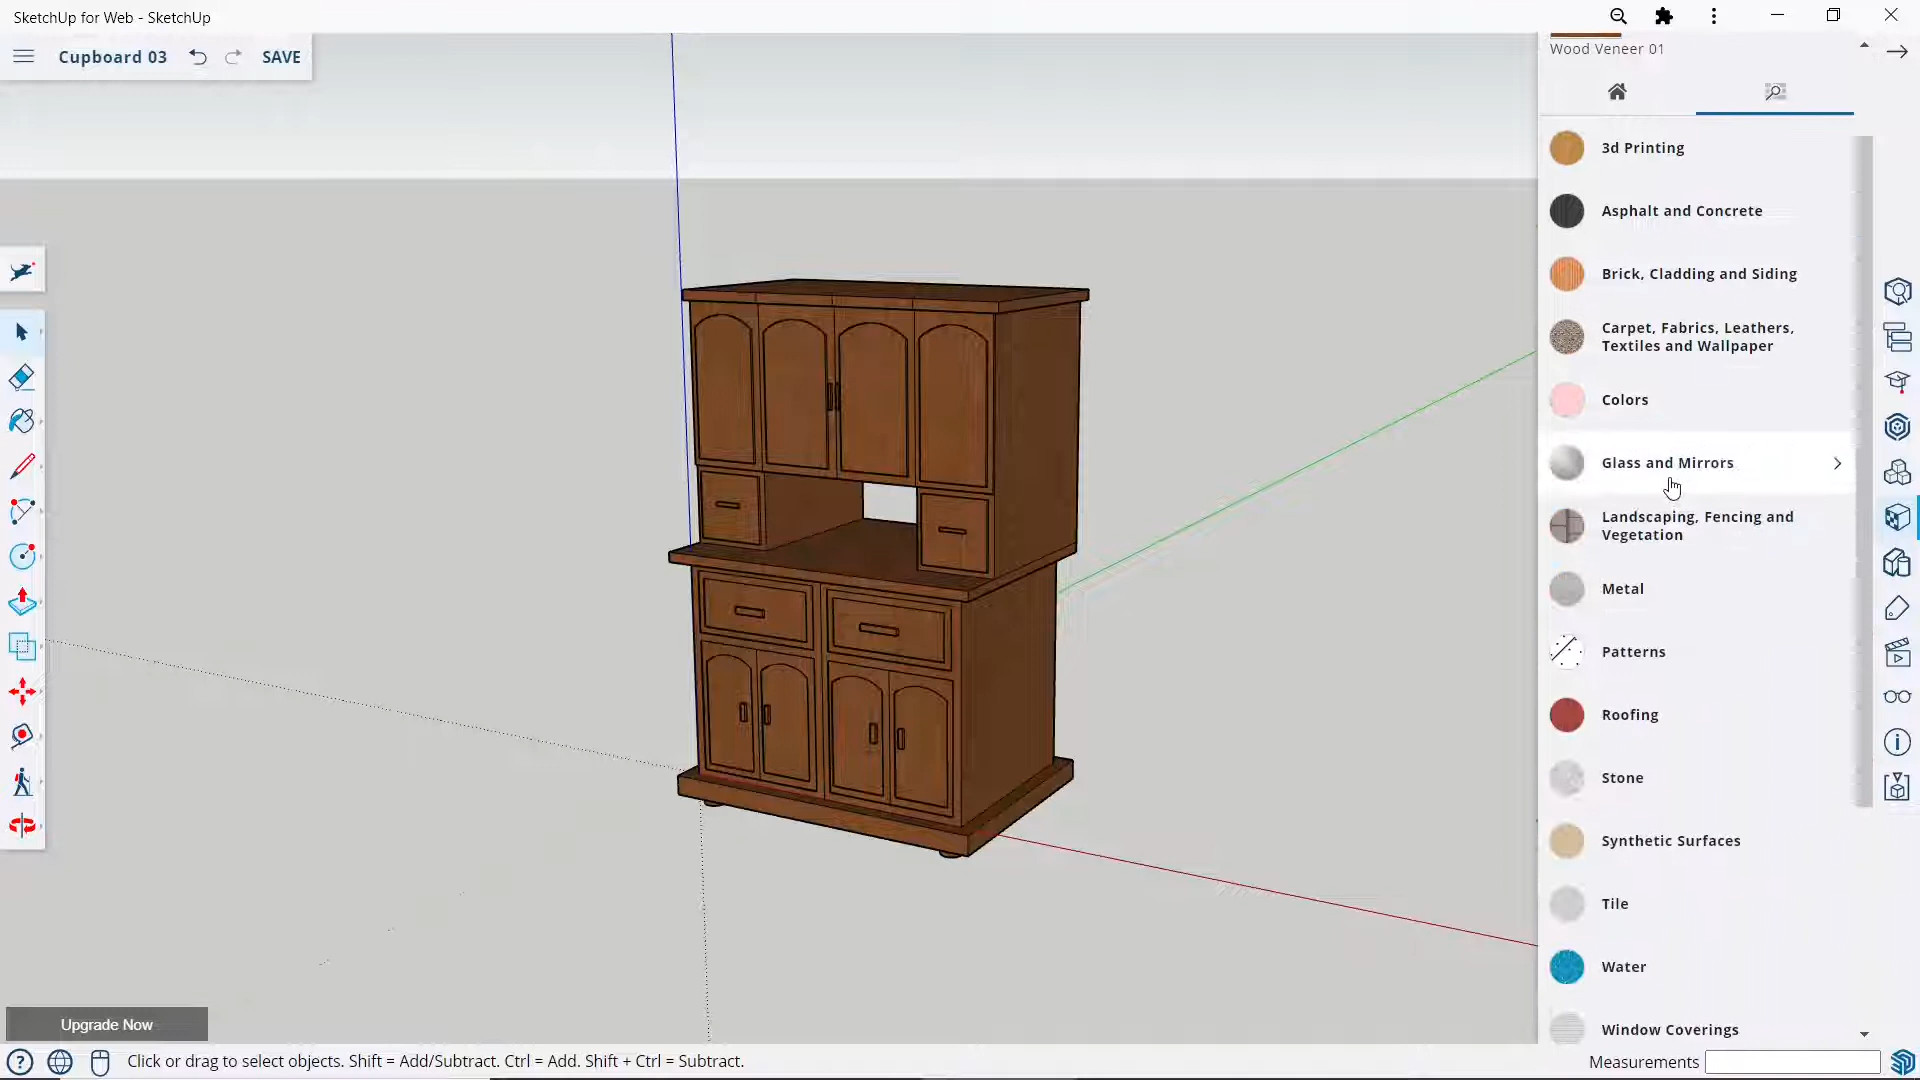 SketchUp for Web - SketchUp
Cupboard 03
SAVE
Wood Veneer 01
3d Printing
Asphalt and Concrete
Brick, Cladding and Siding
Carpet, Fabrics, Leathers,
Textiles and Wallpaper
Colors
Glass and Mirrors
Landscaping, Fencing and
Vegetation
Metal
Patterns
Roofing
Stone
Synthetic Surfaces
Tile
Water
Window Coverings
Upgrade Now
Click or drag to select objects. Shift = Add/Subtract. Ctrl = Add. Shift + Ctrl = Subtract.
Measurements